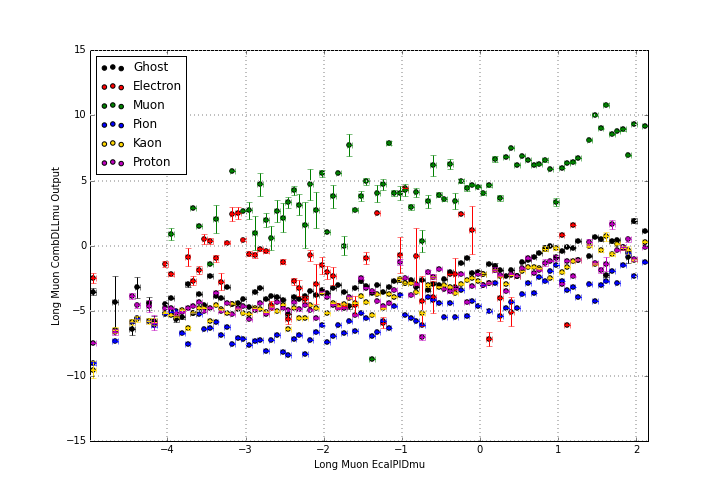 15
10
5
0
−5
−10
−15
Long Muon CombDLLmu Output
Ghost
Electron
Muon
Pion
Kaon
Proton
−4 −3 −2 −1 0 1 2
Long Muon EcalPIDmu